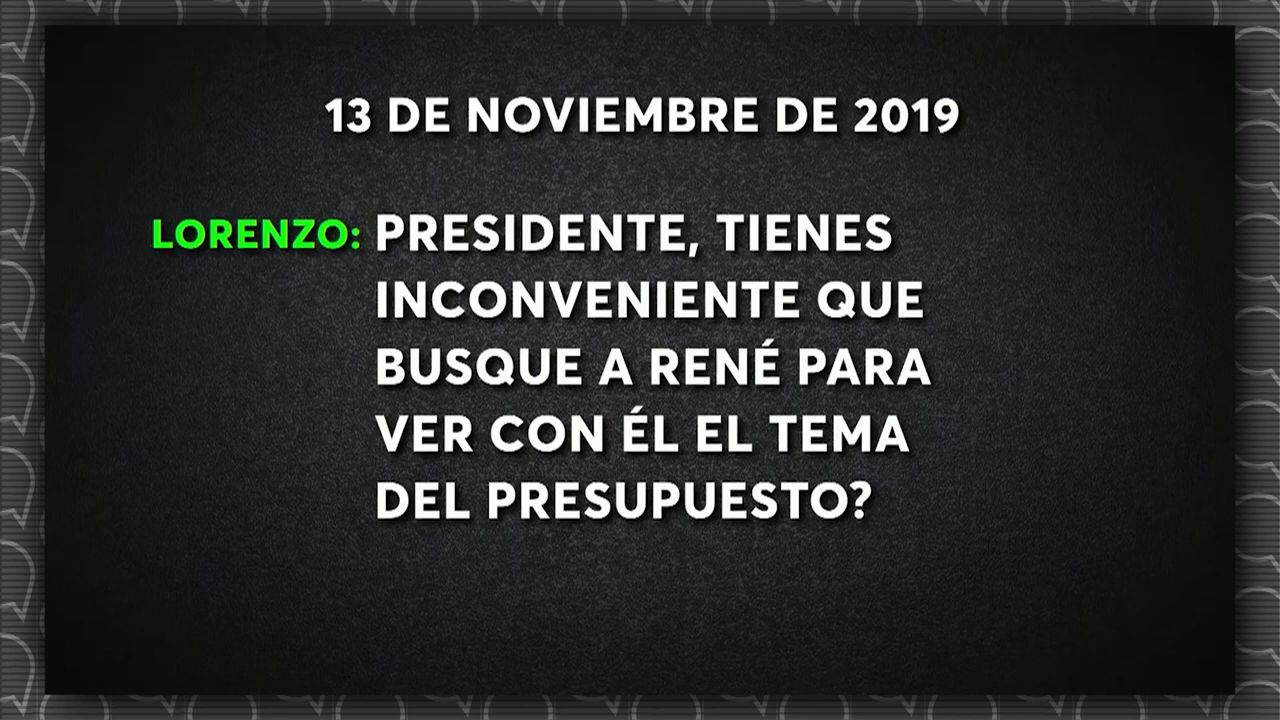 13 DE NOVIEMBRE DE 2019
LORENZO: PRESIDENTE, TIENES
INCONVENIENTE QUE
BUSQUE A RENÉ PARA
VER CON ÉL EL TEMA
DEL PRESUPUESTO?